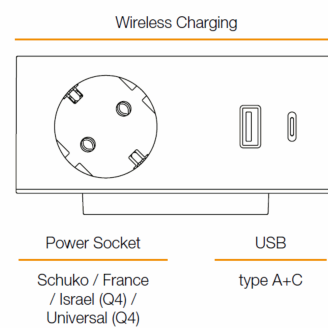 Wireless Charging
Power Socket
Schuko / France
/ Israel (Q4) /
Universal (Q4)
USB
type A+C